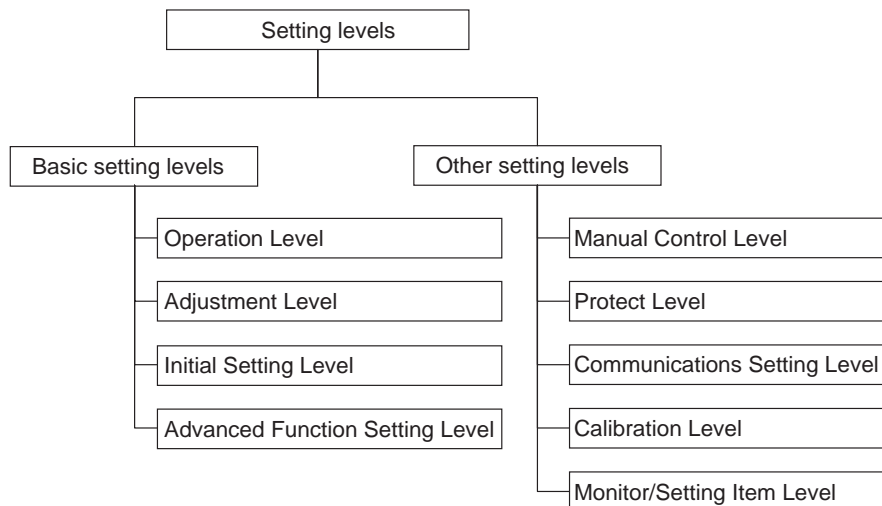 Setting levels
Basic setting levels
Operation Level
Adjustment Level
Initial Setting Level
Advanced Function Setting Level
Other setting levels
Manual Control Level
Protect Level
Communications Setting Level
Calibration Level
Monitor/Setting Item Level